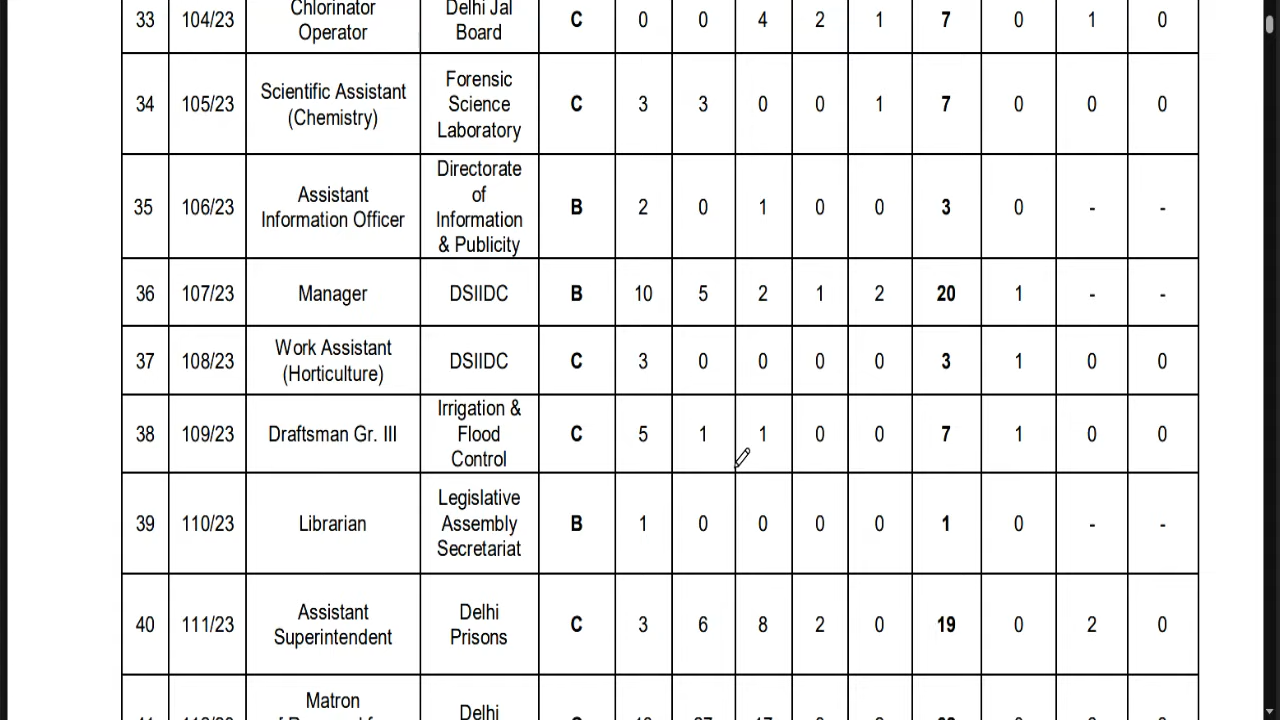 33 104/23 Chlorinator Operator Delhi Jal Board C 0 0 4 2 1 7 0 1 0
34 105/23 Scientific Assistant (Chemistry) Forensic Science Laboratory C 3 3 0 0 1 7 0 0 0
35 106/23 Assistant Information Officer Directorate of Information & Publicity B 2 0 1 0 0 3 0 - -
36 107/23 Manager DSIIDC B 10 5 2 1 2 20 1 - -
37 108/23 Work Assistant (Horticulture) DSIIDC C 3 0 0 0 0 3 1 0 0
38 109/23 Draftsman Gr. III Irrigation & Flood Control C 5 1 1 0 0 7 1 0 0
39 110/23 Librarian Legislative Assembly Secretariat B 1 0 0 0 0 1 0 - -
40 111/23 Assistant Superintendent Delhi Prisons C 3 6 8 2 0 19 0 2 0
Matron Delhi